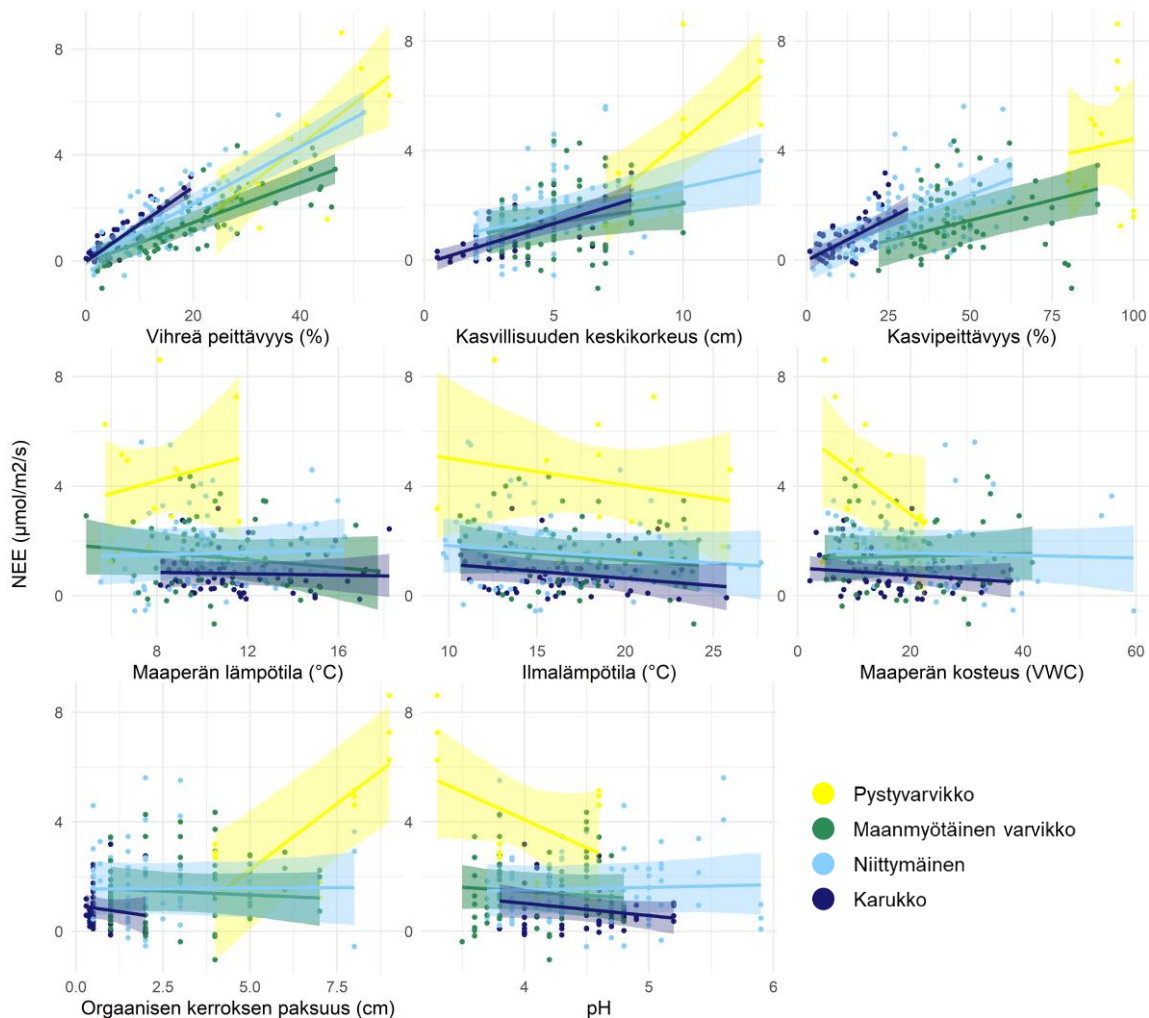 8
4
0
0 20 40
Vihreä peittävyys (%)
8
4
0
0 5 10
Kasvillisuuden keskikorkeus (cm)
8
4
0
0 25 50 75 100
Kasvipeittävyys (%)
NEE (µmol/m2/s)
8
4
0
8 12 16
Maaperän lämpötila (°C)
8
4
0
10 15 20 25
Ilmalämpötila (°C)
8
4
0
0 20 40 60
Maaperän kosteus (VWC)
8
4
0
0.0 2.5 5.0 7.5
Orgaanisen kerroksen paksuus (cm)
8
4
0
4 5 6
pH
Pystyvarvikko
Maanmyötäinen varvikko
Niittymäinen
Karukko